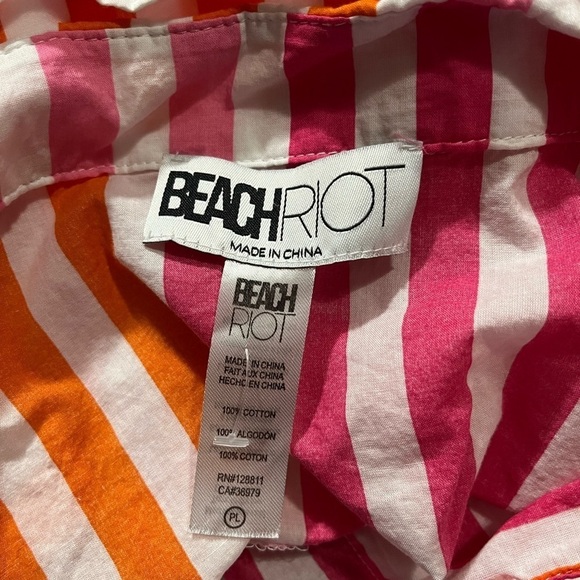 BEACHRIOT
MADE IN CHINA
BEACH
RIOT
MADE IN CHINA
FAIT AUX CHINA
HECHO EN CHINA
100% COTTON
100% ALGODÓN
100% COTON
RN#128811
CA#36979
PL